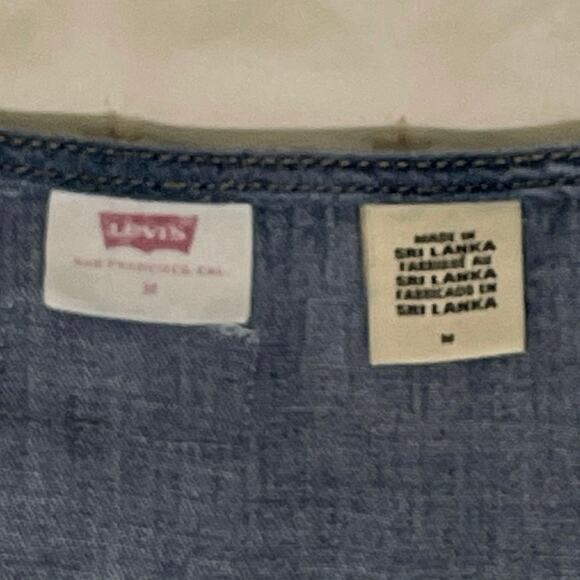 LEVI'S
SAN FRANCISCO, CAL.
M
MADE IN
SRI LANKA
FABRIQUÉ AU
SRI LANKA
FABRICADO EN
SRI LANKA
M